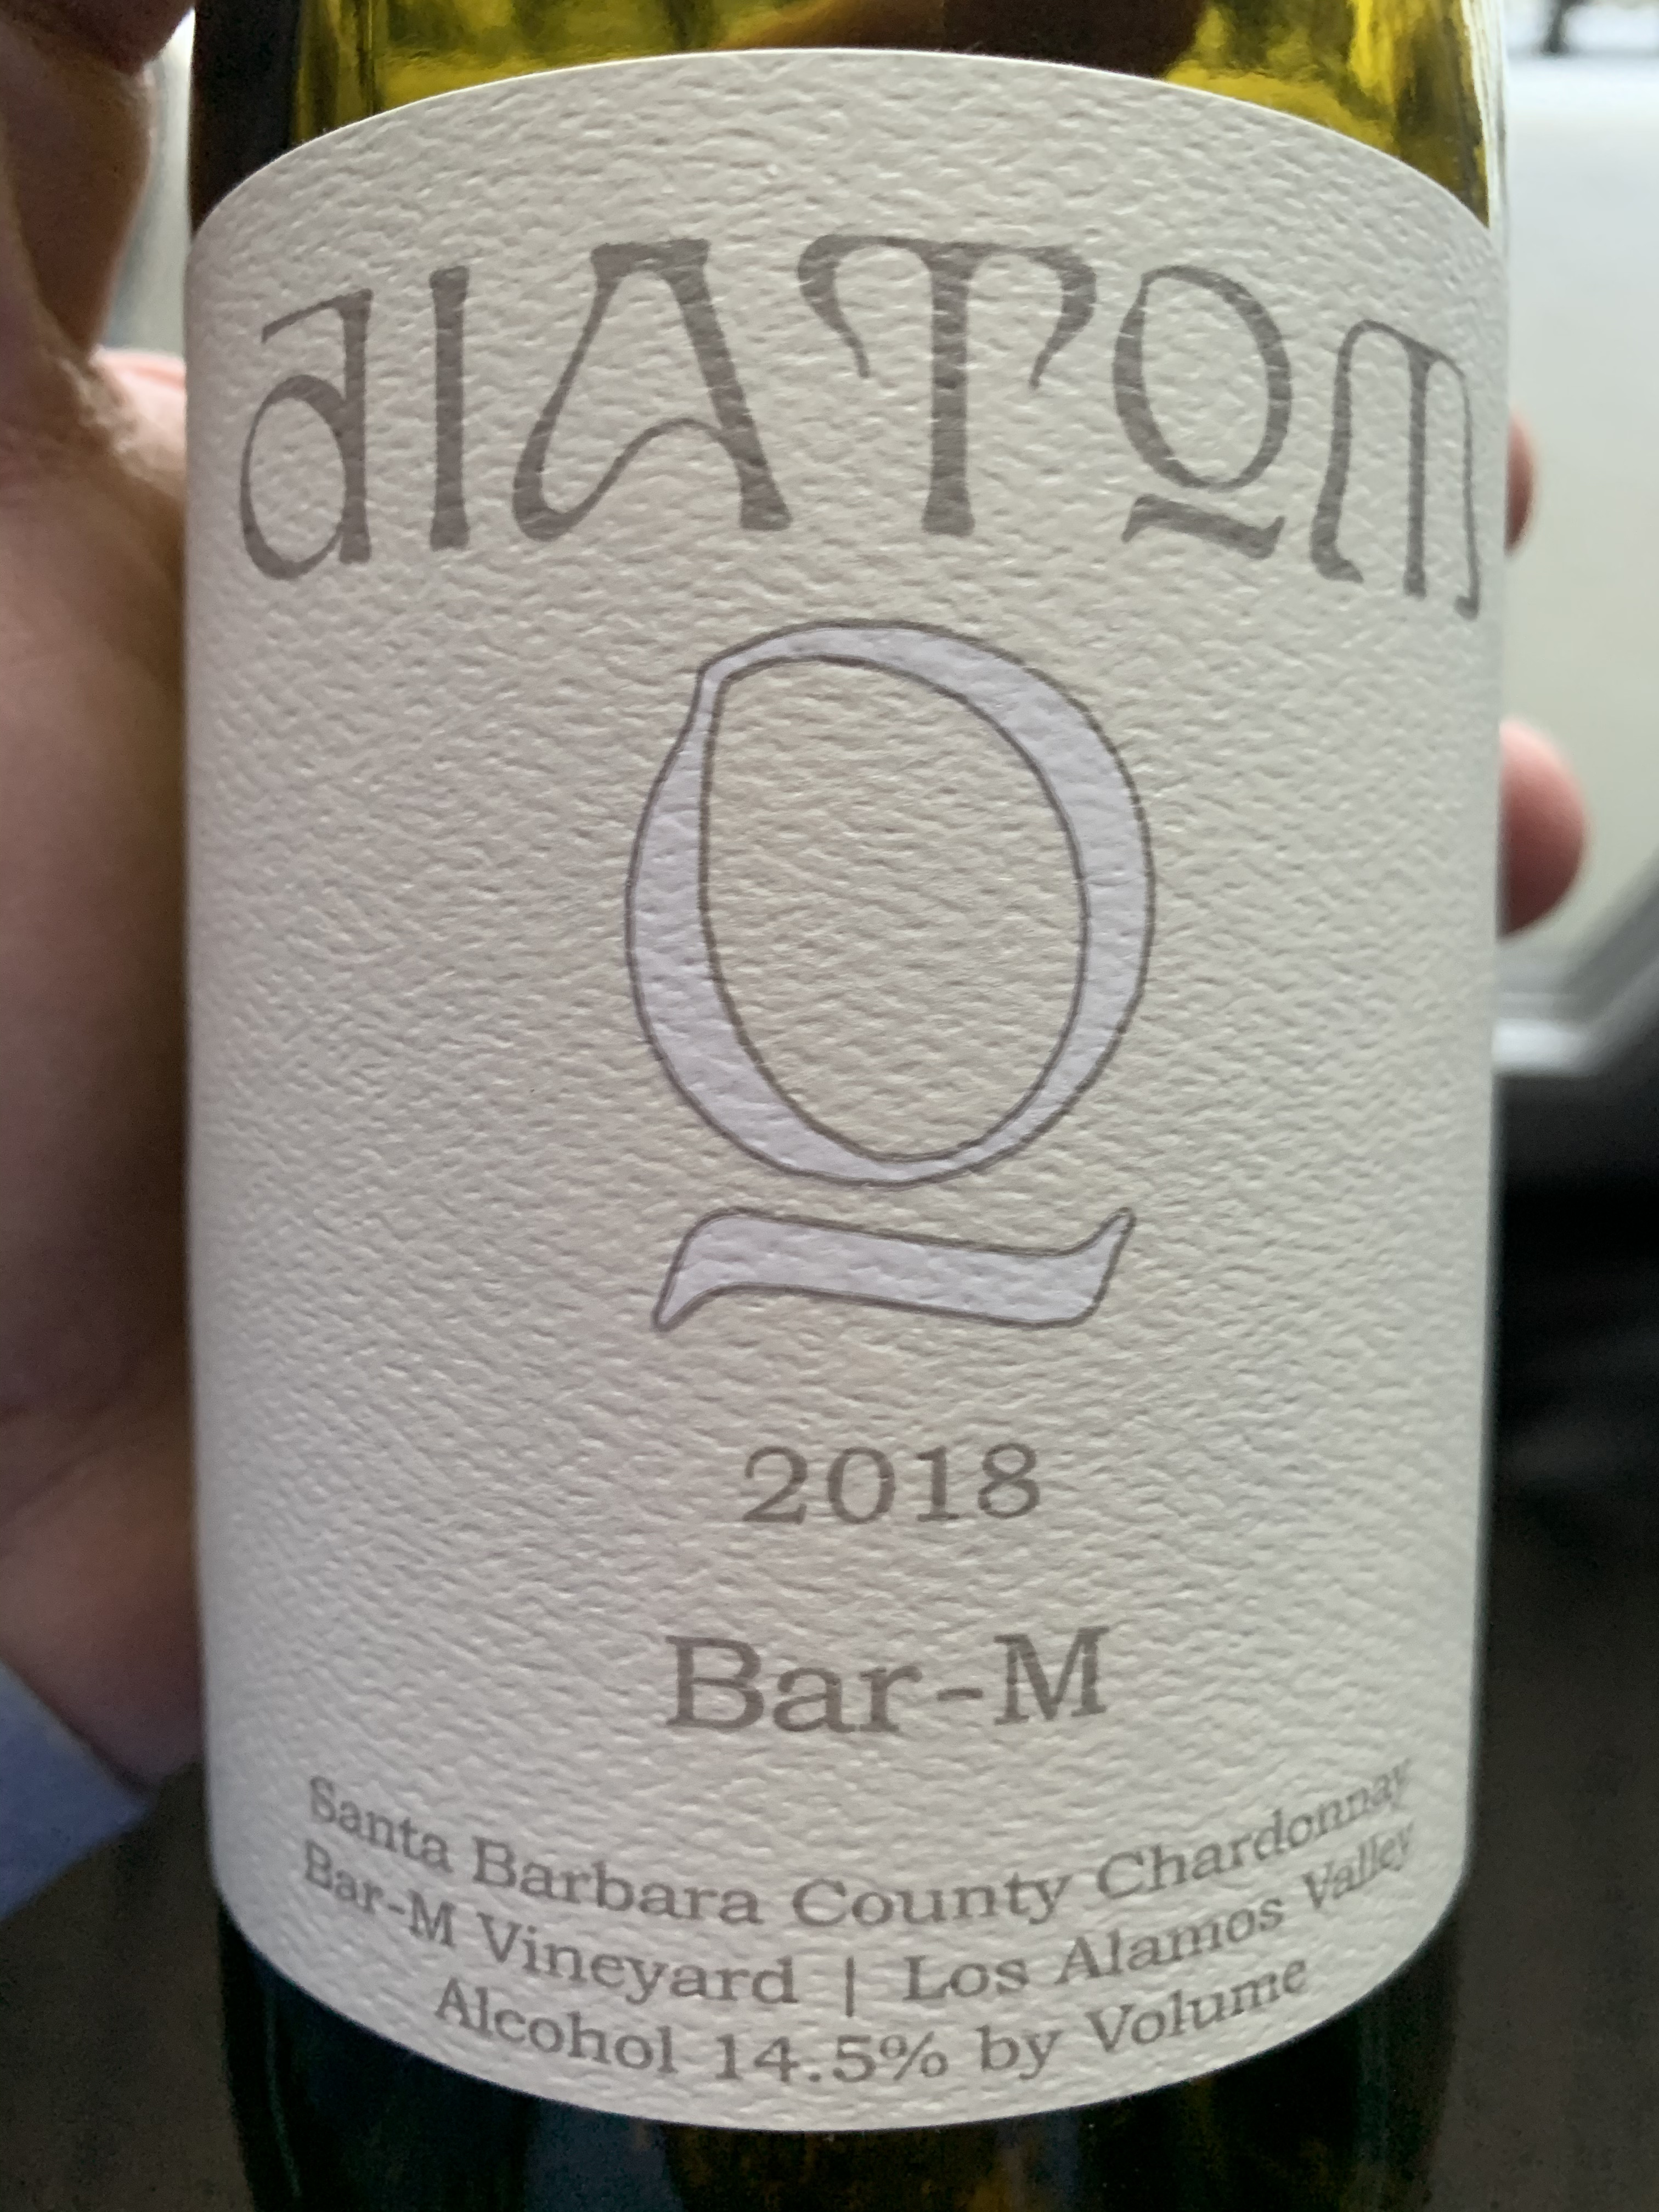 dIATOM
O
2018
Bar-M
Santa Barbara County Chardonnay
Bar-M Vineyard | Los Alamos Valley
Alcohol 14.5% by Volume